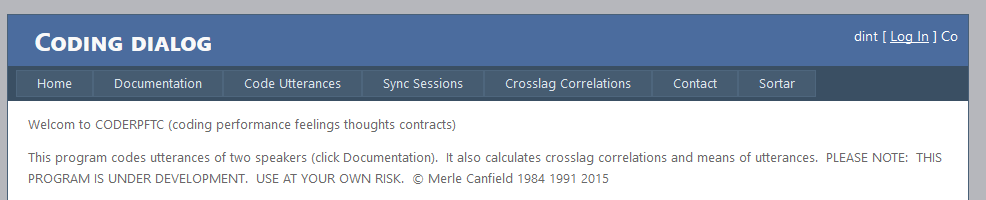 CODING DIALOG
dint [ Log In ] Co
Home Documentation Code Utterances Sync Sessions Crosslag Correlations Contact Sortar
Welcom to CODERPFTC (coding performance feelings thoughts contracts)
This program codes utterances of two speakers (click Documentation).  It also calculates crosslag correlations and means of utterances.  PLEASE NOTE:  THIS
PROGRAM IS UNDER DEVELOPMENT.  USE AT YOUR OWN RISK.  © Merle Canfield 1984 1991 2015